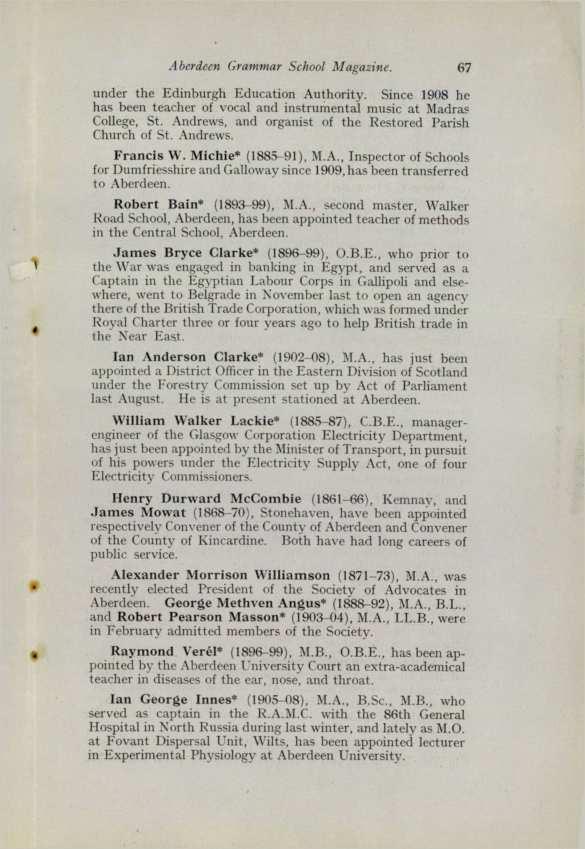 Aberdeen Grammar School Magazine. 67
under the Edinburgh Education Authority. Since 1908 he
has been teacher of vocal and instrumental music at Madras
College, St. Andrews, and organist of the Restored Parish
Church of St. Andrews.
Francis W. Michie* (1885–91), M.A., Inspector of Schools
for Dumfriesshire and Galloway since 1909, has been transferred
to Aberdeen.
Robert Bain* (1893–99), M.A., second master, Walker
Road School, Aberdeen, has been appointed teacher of methods
in the Central School, Aberdeen.
James Bryce Clarke* (1896–99), O.B.E., who prior to
the War was engaged in banking in Egypt, and served as a
Captain in the Egyptian Labour Corps in Gallipoli and else-
where, went to Belgrade in November last to open an agency
there of the British Trade Corporation, which was formed under
Royal Charter three or four years ago to help British trade in
the Near East.
Ian Anderson Clarke* (1902–08), M.A., has just been
appointed a District Officer in the Eastern Division of Scotland
under the Forestry Commission set up by Act of Parliament
last August. He is at present stationed at Aberdeen.
William Walker Lackie* (1885–87), C.B.E., manager-
engineer of the Glasgow Corporation Electricity Department,
has just been appointed by the Minister of Transport, in pursuit
of his powers under the Electricity Supply Act, one of four
Electricity Commissioners.
Henry Durward McCombie (1861–66), Kemnay, and
James Mowat (1868–70), Stonehaven, have been appointed
respectively Convener of the County of Aberdeen and Convener
of the County of Kincardine. Both have had long careers of
public service.
Alexander Morrison Williamson (1871–73), M.A., was
recently elected President of the Society of Advocates in
Aberdeen. George Methven Angus* (1888–92), M.A., B.L.,
and Robert Pearson Masson* (1903–04), M.A., LL.B., were
in February admitted members of the Society.
Raymond Verél* (1896–99), M.B., O.B.E., has been ap-
pointed by the Aberdeen University Court an extra-academical
teacher in diseases of the ear, nose, and throat.
Ian George Innes* (1905–08), M.A., B.Sc., M.B., who
served as captain in the R.A.M.C. with the 86th General
Hospital in North Russia during last winter, and lately as M.O.
at Fovant Dispersal Unit, Wilts, has been appointed lecturer
in Experimental Physiology at Aberdeen University.